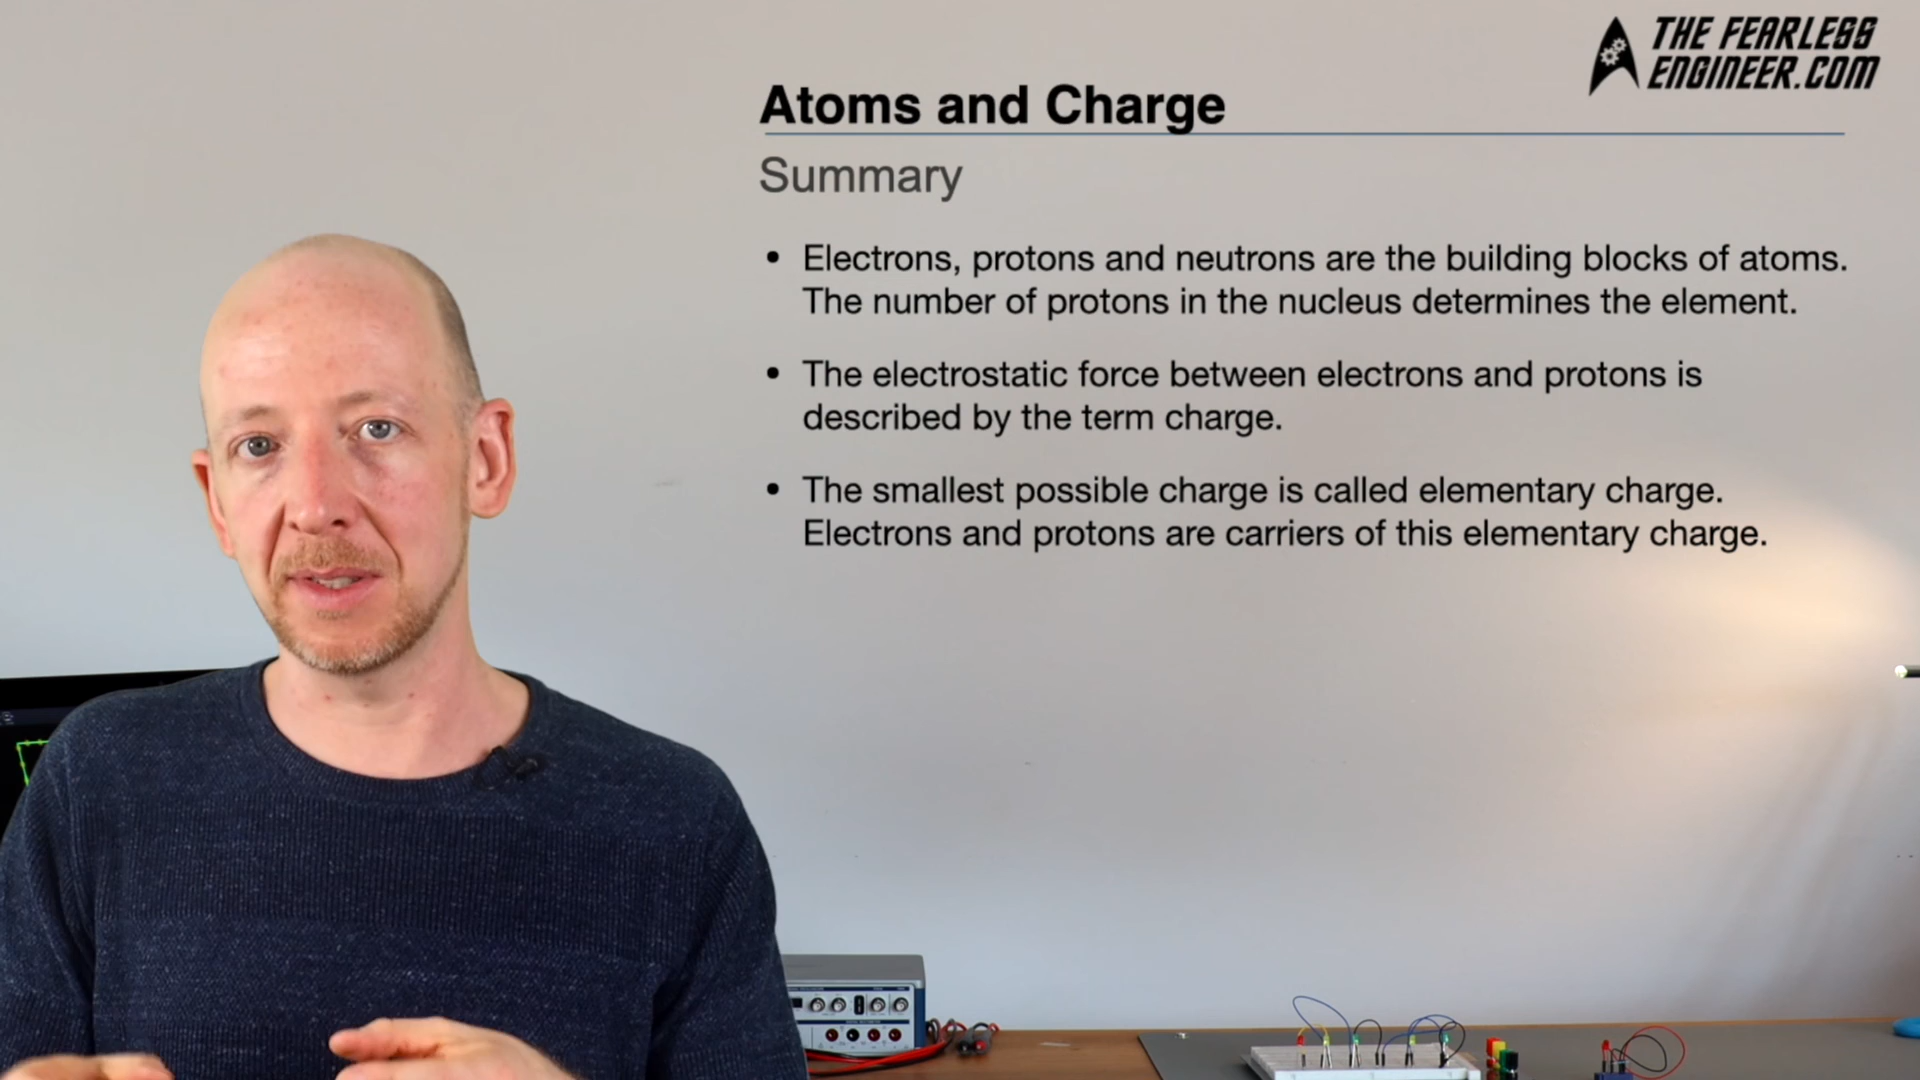 THE FEARLESS
ENGINEER.COM
Atoms and Charge
Summary
• Electrons, protons and neutrons are the building blocks of atoms.
The number of protons in the nucleus determines the element.
• The electrostatic force between electrons and protons is
described by the term charge.
• The smallest possible charge is called elementary charge.
Electrons and protons are carriers of this elementary charge.